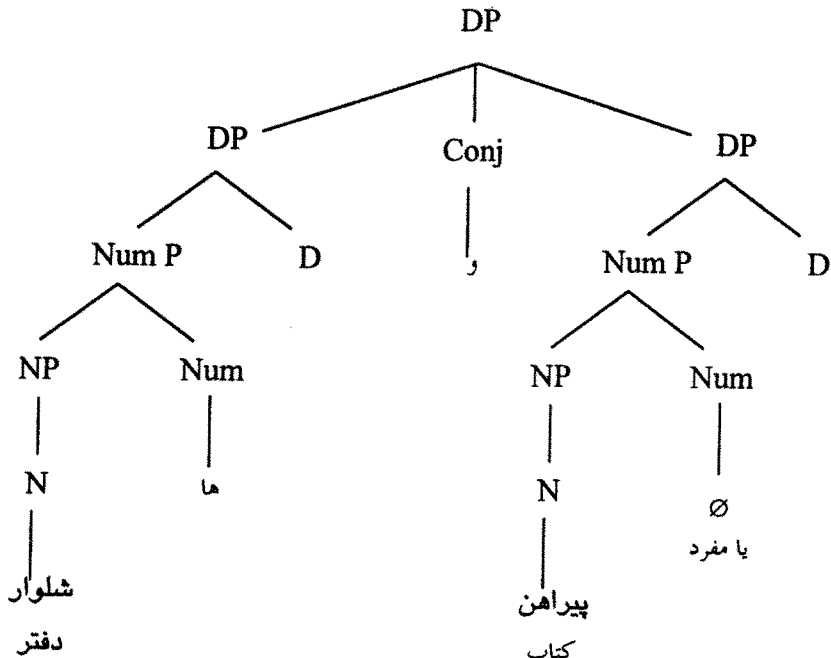 DP
DP Conj DP
Num P D و Num P D
NP Num NP Num
N ها N ∅
یا مفرد
شلوار پیراهن
دفتر کتاب